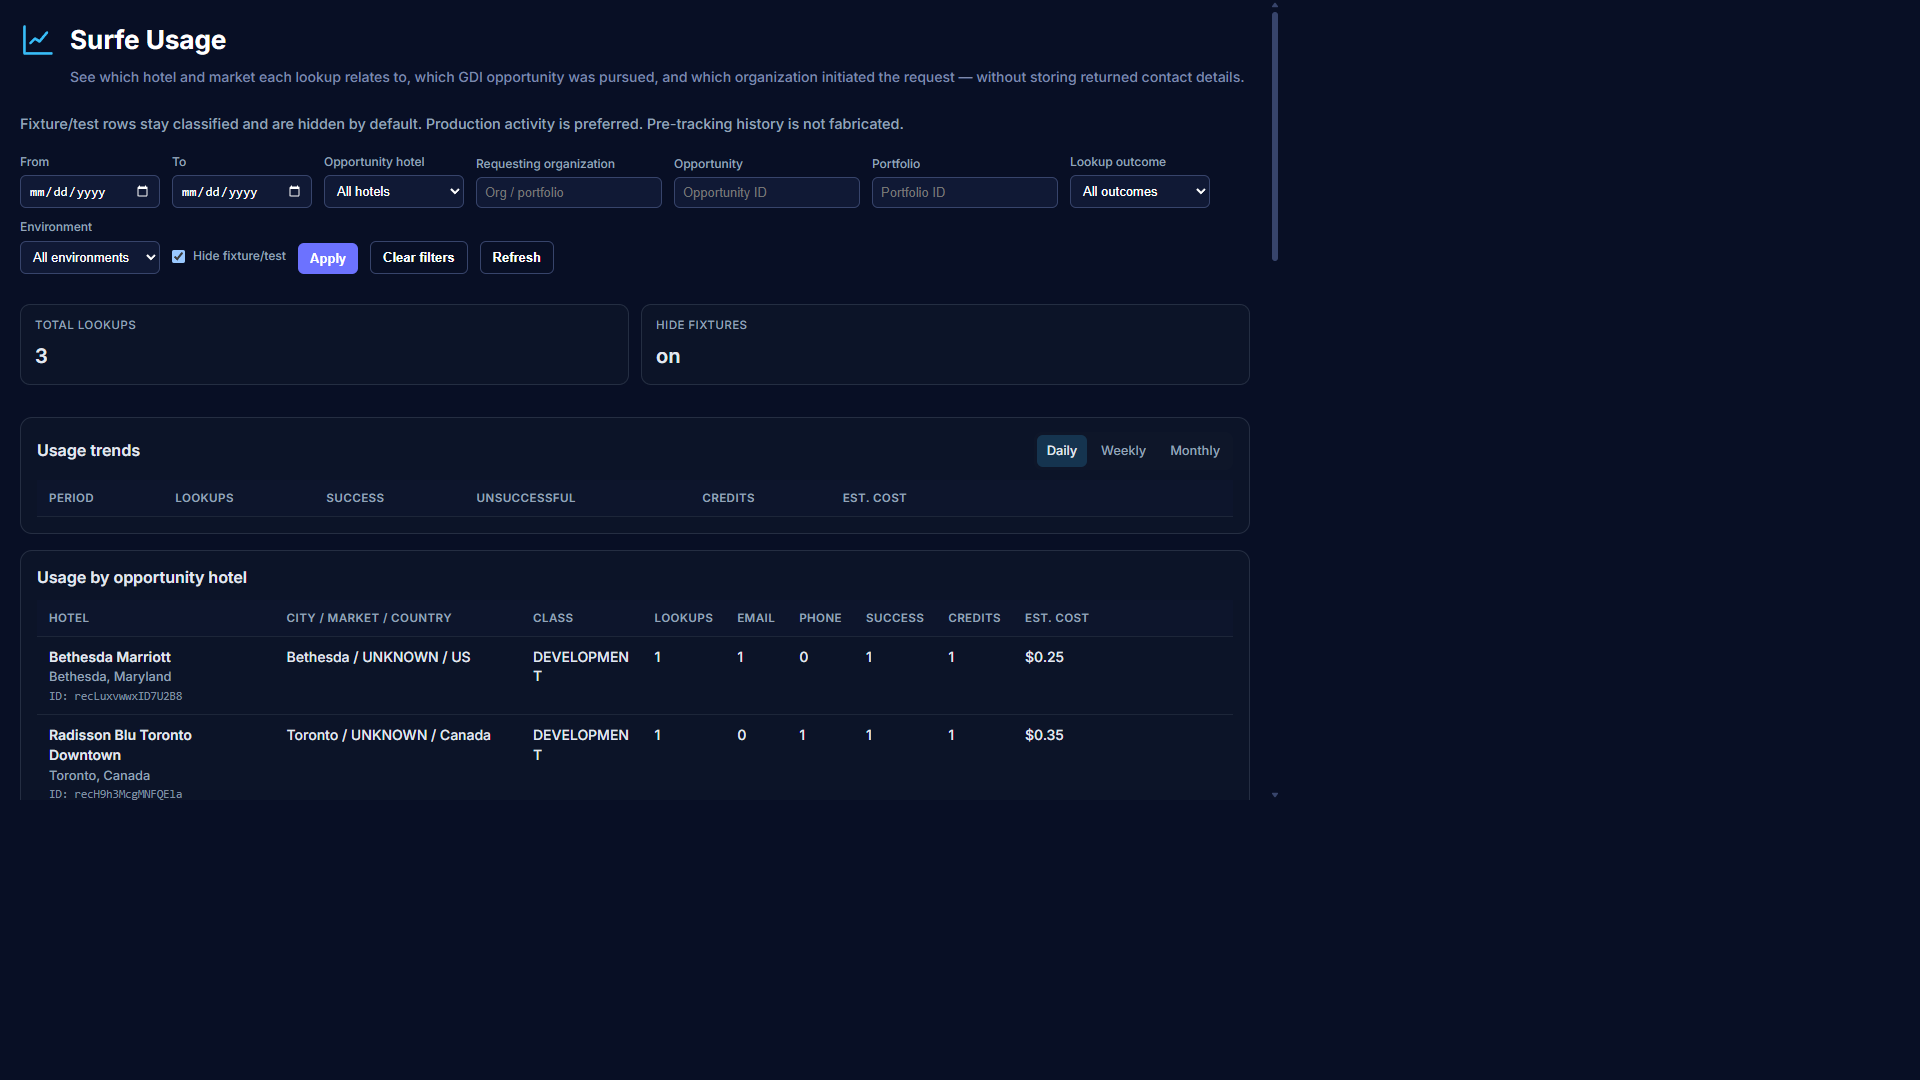 Surfe Usage
See which hotel and market each lookup relates to, which GDI opportunity was pursued, and which organization initiated the request — without storing returned contact details.
Fixture/test rows stay classified and are hidden by default. Production activity is preferred. Pre-tracking history is not fabricated.
From To Opportunity hotel Requesting organization Opportunity Portfolio Lookup outcome
mm/dd/yyyy mm/dd/yyyy All hotels Org / portfolio Opportunity ID Portfolio ID All outcomes
Environment
All environments Hide fixture/test Apply Clear filters Refresh
TOTAL LOOKUPS HIDE FIXTURES
3 on
Usage trends Daily Weekly Monthly
PERIOD LOOKUPS SUCCESS UNSUCCESSFUL CREDITS EST. COST
Usage by opportunity hotel
HOTEL CITY / MARKET / COUNTRY CLASS LOOKUPS EMAIL PHONE SUCCESS CREDITS EST. COST
Bethesda Marriott Bethesda / UNKNOWN / US DEVELOPMEN 1 1 0 1 1 $0.25
Bethesda, Maryland T
ID: recLuxvwwxID7U2B8
Radisson Blu Toronto Toronto / UNKNOWN / Canada DEVELOPMEN 1 0 1 1 1 $0.35
Downtown T
Toronto, Canada
ID: recH9h3McgMNFQE1a